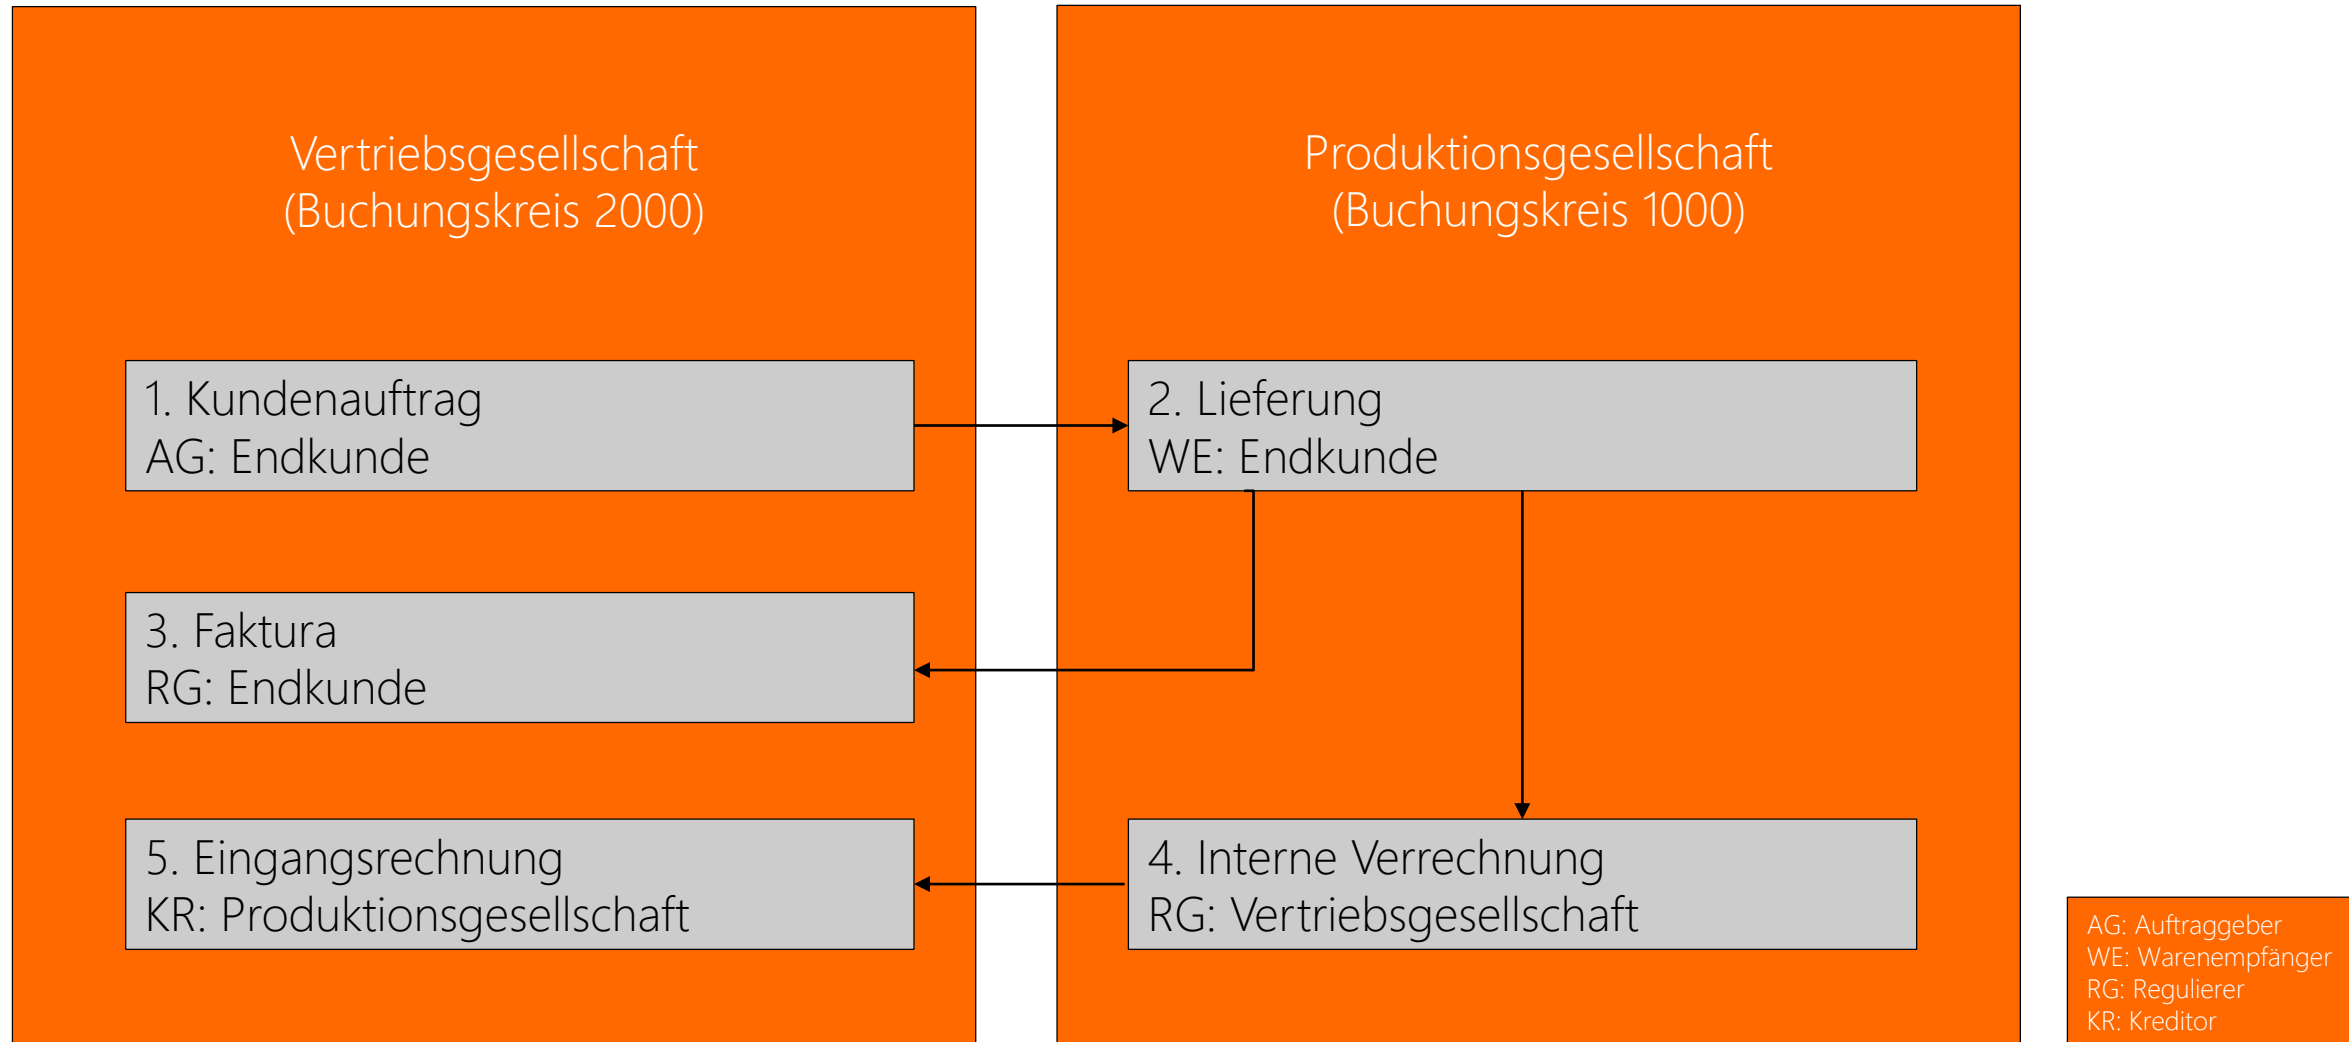 Vertriebsgesellschaft
(Buchungskreis 2000)
Produktionsgesellschaft
(Buchungskreis 1000)
1. Kundenauftrag
AG: Endkunde
2. Lieferung
WE: Endkunde
3. Faktura
RG: Endkunde
5. Eingangsrechnung
KR: Produktionsgesellschaft
4. Interne Verrechnung
RG: Vertriebsgesellschaft
AG: Auftraggeber
WE: Warenempfänger
RG: Regulierer
KR: Kreditor